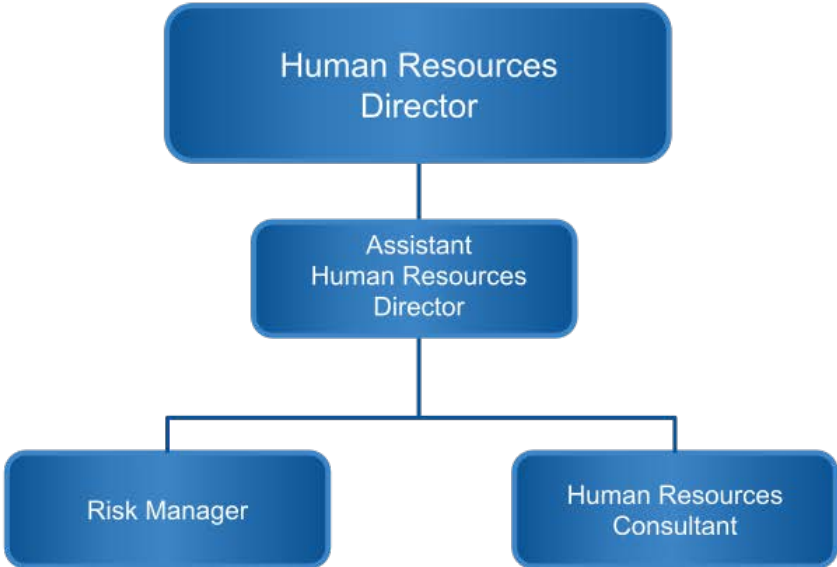 Human Resources
Director
Assistant
Human Resources
Director
Risk Manager
Human Resources
Consultant